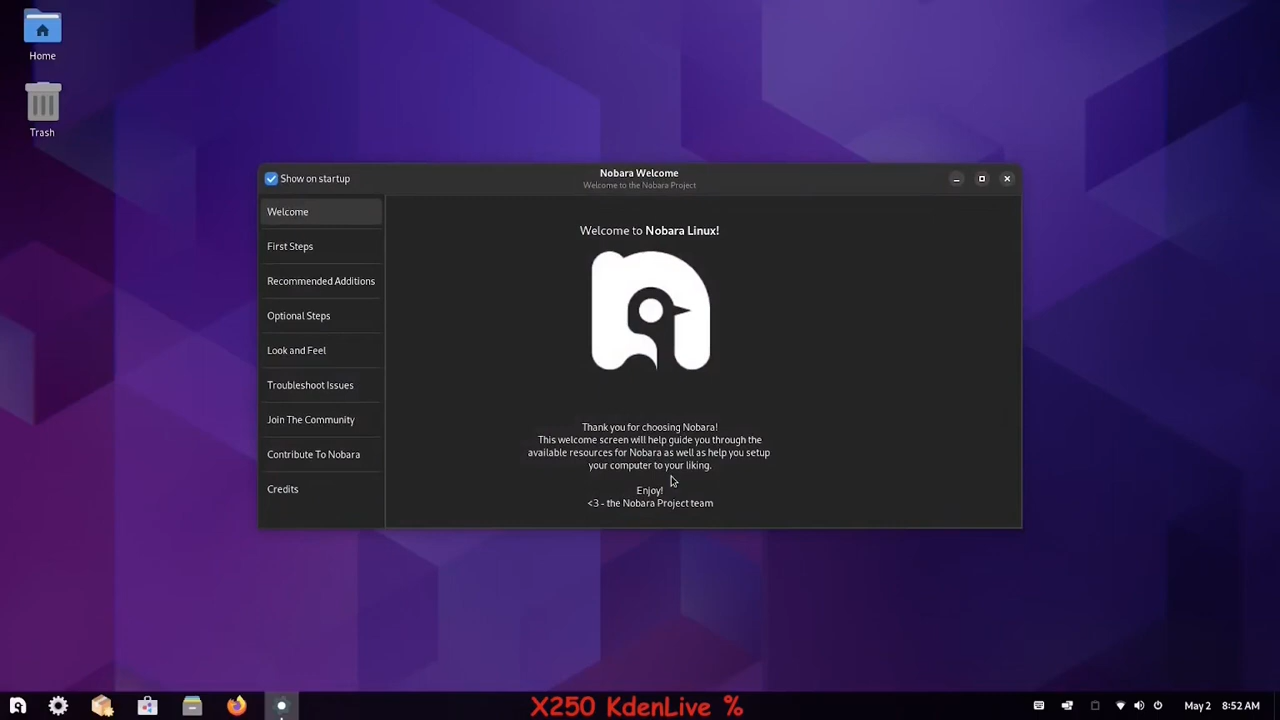 Home
Trash
Show on startup
Nobara Welcome
Welcome to the Nobara Project
Welcome
First Steps
Recommended Additions
Optional Steps
Look and Feel
Troubleshoot Issues
Join The Community
Contribute To Nobara
Credits
Welcome to Nobara Linux!
Thank you for choosing Nobara!
This welcome screen will help guide you through the
available resources for Nobara as well as help you setup
your computer to your liking.
Enjoy!
<3 - the Nobara Project team
X250 KdenLive %
May 2 8:52 AM